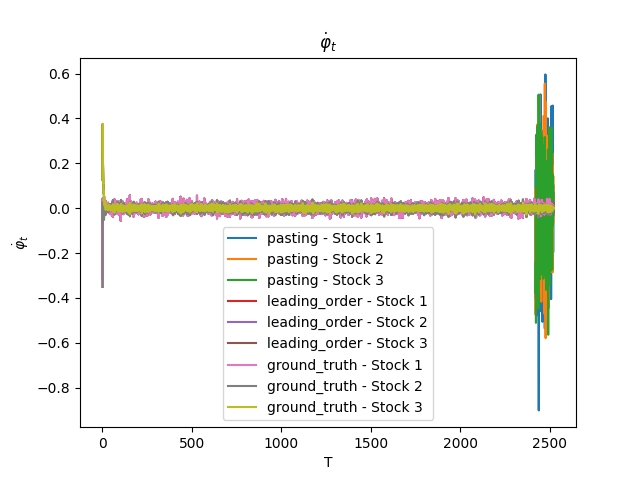 φ̇ₜ
0.6
0.4
0.2
0.0
−0.2
−0.4
−0.6
−0.8
φ̇ₜ
pasting - Stock 1
pasting - Stock 2
pasting - Stock 3
leading_order - Stock 1
leading_order - Stock 2
leading_order - Stock 3
ground_truth - Stock 1
ground_truth - Stock 2
ground_truth - Stock 3
0 500 1000 1500 2000 2500
T